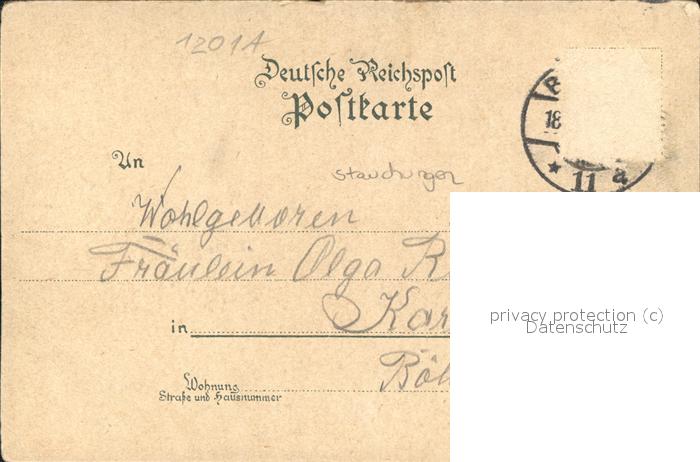 1201A
Deutsche Reichspost
Postkarte
An
stauchungen
18
* 11 a
Wohlgeboren
Fräulein Olga R
Kar
in
Böh
Wohnung
Straße und Hausnummer
privacy protection (c)
Datenschutz